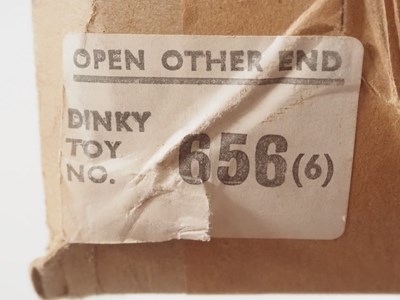 OPEN OTHER END
DINKY
TOY
NO. 656(6)